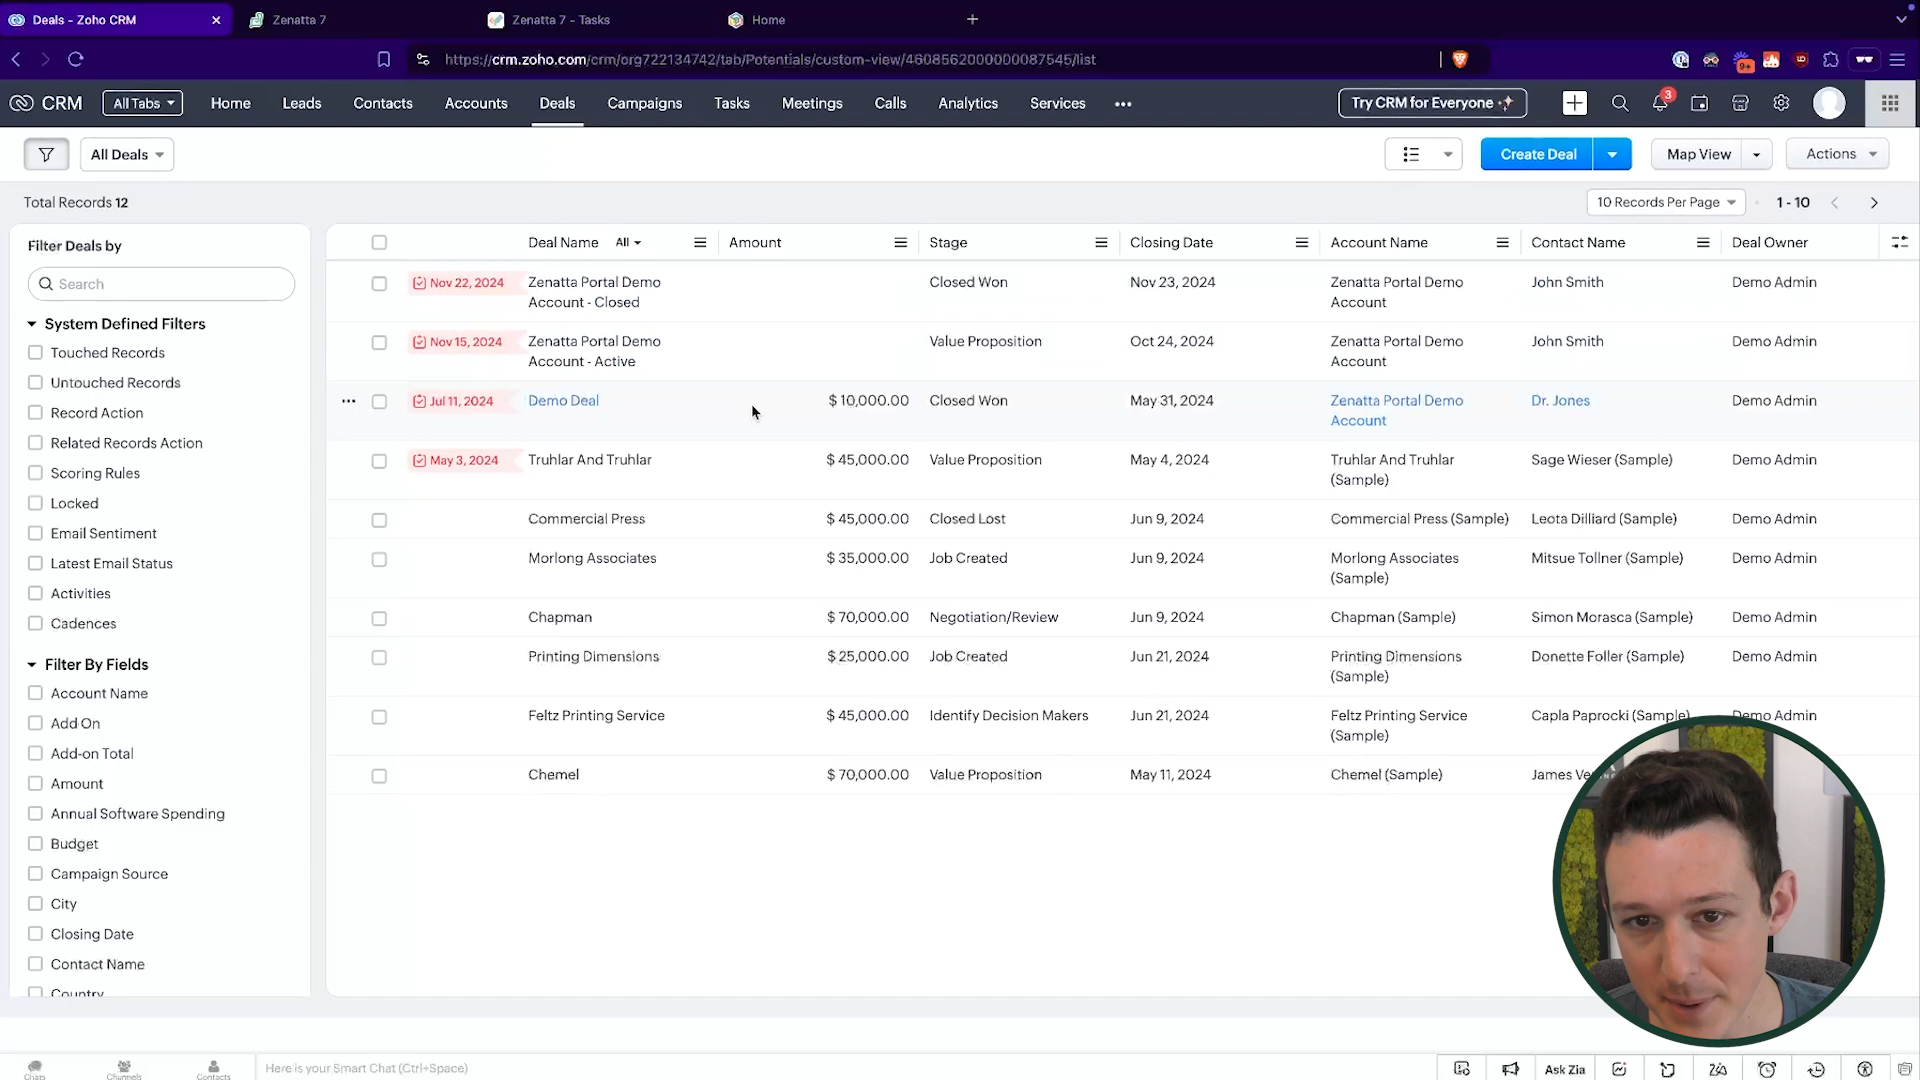 Deals - Zoho CRM
Zenatta 7
Zenatta 7 - Tasks
Home
https://crm.zoho.com/crm/org722134742/tab/Potentials/custom-view/4608562000000087545/list
9+
CRM
All Tabs
Home
Leads
Contacts
Accounts
Deals
Campaigns
Tasks
Meetings
Calls
Analytics
Services
Try CRM for Everyone
3
All Deals
Create Deal
Map View
Actions
Total Records 12
10 Records Per Page
1 - 10
Filter Deals by
Search
System Defined Filters
Touched Records
Untouched Records
Record Action
Related Records Action
Scoring Rules
Locked
Email Sentiment
Latest Email Status
Activities
Cadences
Filter By Fields
Account Name
Add On
Add-on Total
Amount
Annual Software Spending
Budget
Campaign Source
City
Closing Date
Contact Name
Country
Deal Name All Amount Stage Closing Date Account Name Contact Name Deal Owner
Nov 22, 2024 Zenatta Portal Demo Closed Won Nov 23, 2024 Zenatta Portal Demo John Smith Demo Admin
Account - Closed Account
Nov 15, 2024 Zenatta Portal Demo Value Proposition Oct 24, 2024 Zenatta Portal Demo John Smith Demo Admin
Account - Active Account
Jul 11, 2024 Demo Deal $ 10,000.00 Closed Won May 31, 2024 Zenatta Portal Demo Dr. Jones Demo Admin
Account
May 3, 2024 Truhlar And Truhlar $ 45,000.00 Value Proposition May 4, 2024 Truhlar And Truhlar Sage Wieser (Sample) Demo Admin
(Sample)
Commercial Press $ 45,000.00 Closed Lost Jun 9, 2024 Commercial Press (Sample) Leota Dilliard (Sample) Demo Admin
Morlong Associates $ 35,000.00 Job Created Jun 9, 2024 Morlong Associates Mitsue Tollner (Sample) Demo Admin
(Sample)
Chapman $ 70,000.00 Negotiation/Review Jun 9, 2024 Chapman (Sample) Simon Morasca (Sample) Demo Admin
Printing Dimensions $ 25,000.00 Job Created Jun 21, 2024 Printing Dimensions Donette Foller (Sample) Demo Admin
(Sample)
Feltz Printing Service $ 45,000.00 Identify Decision Makers Jun 21, 2024 Feltz Printing Service Capla Paprocki (Sample) Demo Admin
(Sample)
Chemel $ 70,000.00 Value Proposition May 11, 2024 Chemel (Sample) James
Chats
Channels
Contacts
Here is your Smart Chat (Ctrl+Space)
Ask Zia